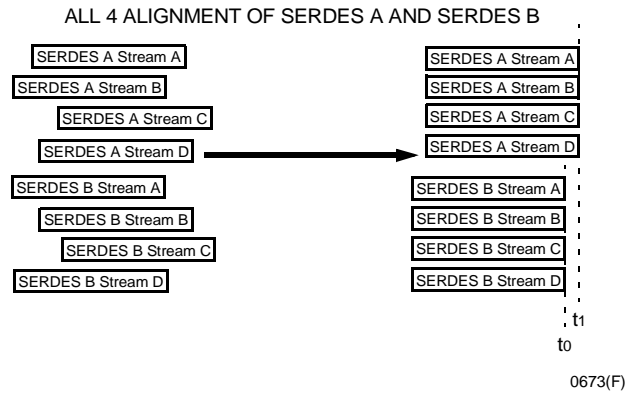 ALL 4 ALIGNMENT OF SERDES A AND SERDES B
SERDES A Stream A
SERDES A Stream B
SERDES A Stream C
SERDES A Stream D
SERDES B Stream A
SERDES B Stream B
SERDES B Stream C
SERDES B Stream D
SERDES A Stream A
SERDES A Stream B
SERDES A Stream C
SERDES A Stream D
SERDES B Stream A
SERDES B Stream B
SERDES B Stream C
SERDES B Stream D
t1
t0
0673(F)